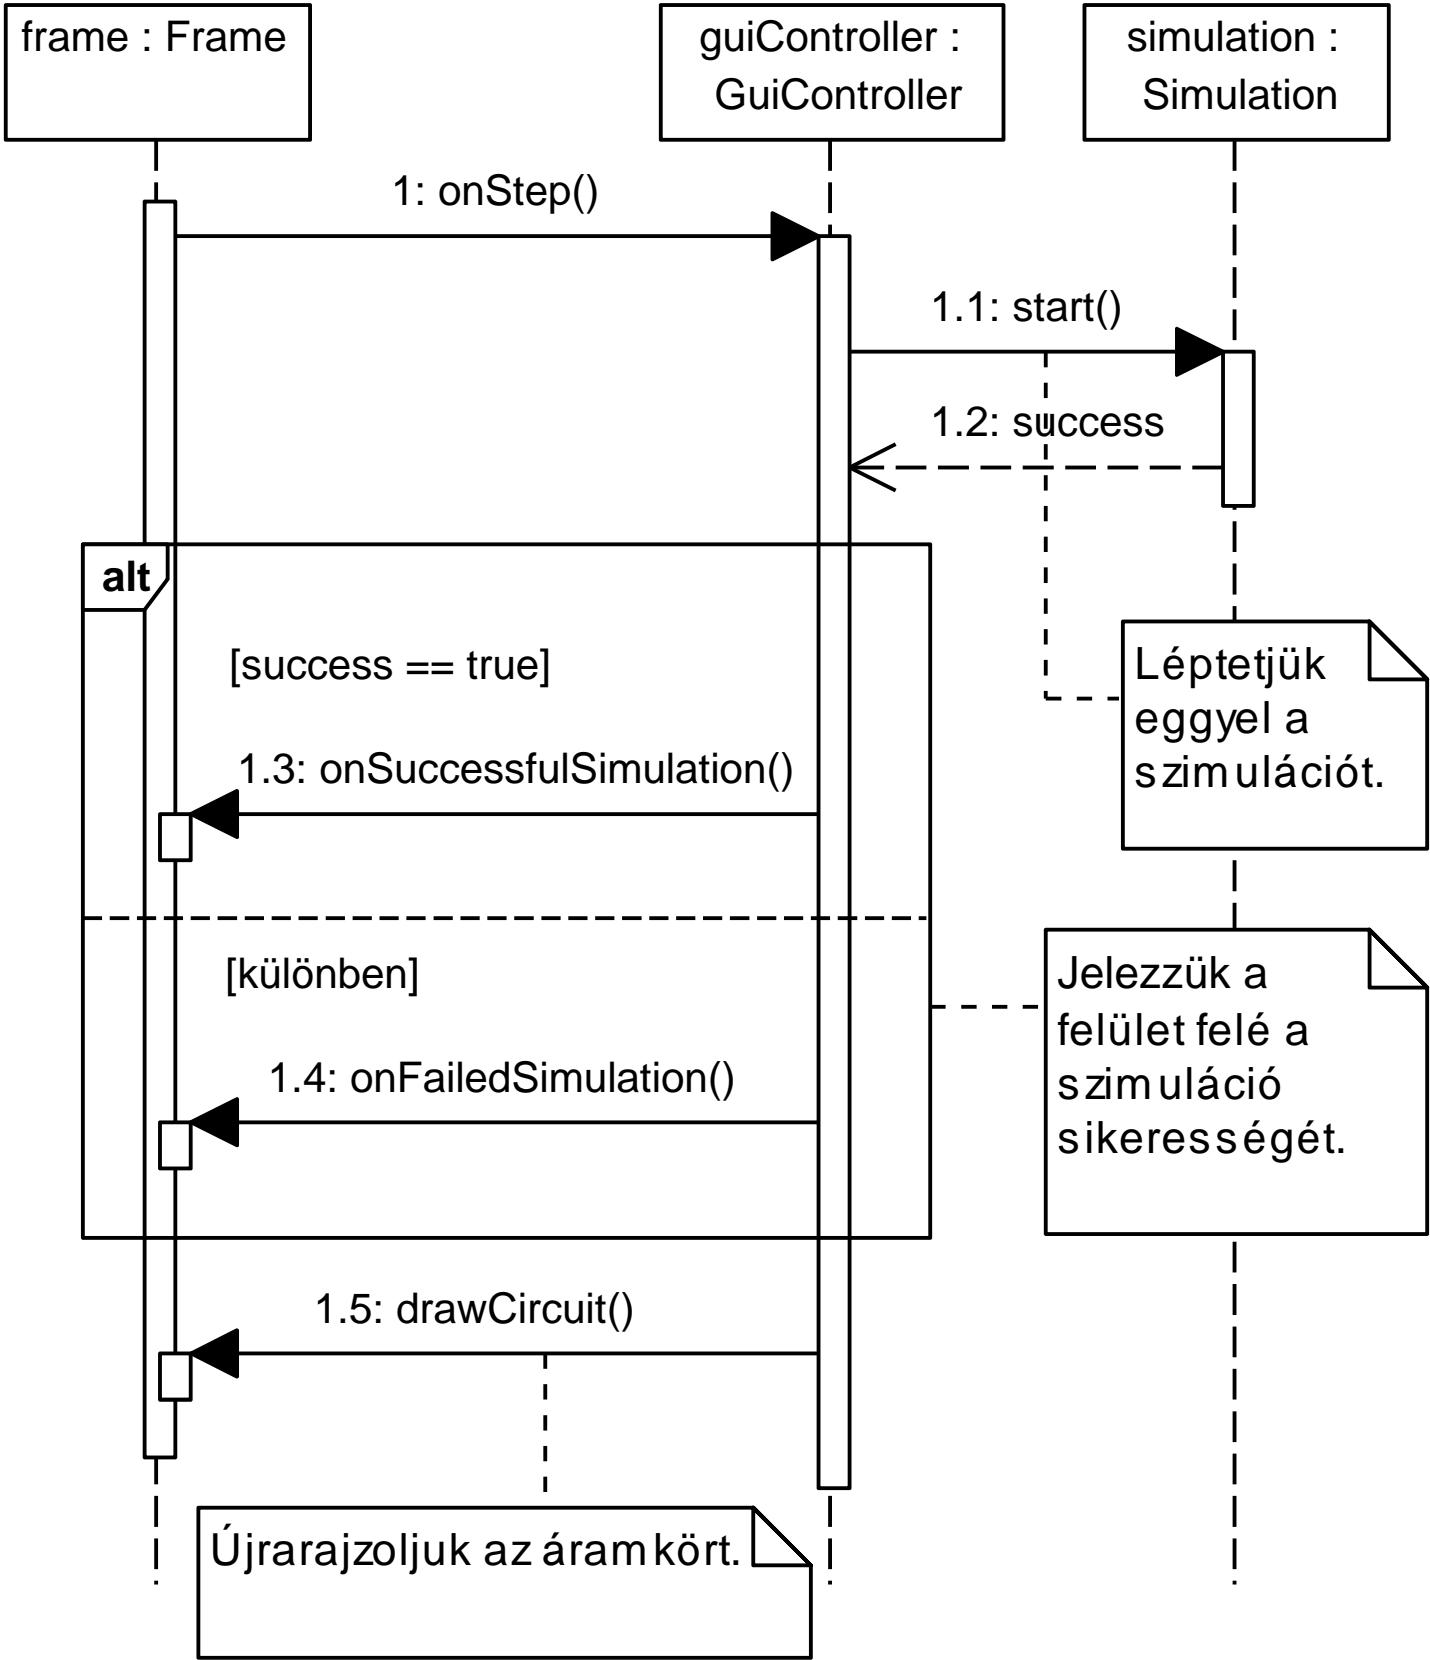 frame : Frame
guiController :
GuiController
simulation :
Simulation
1: onStep()
1.1: start()
1.2: success
alt
[success == true]
Léptetjük
eggyel a
szimulációt.
1.3: onSuccessfulSimulation()
[különben]
Jelezzük a
felület felé a
szimuláció
sikerességét.
1.4: onFailedSimulation()
1.5: drawCircuit()
Újrarajzoljuk az áramkört.